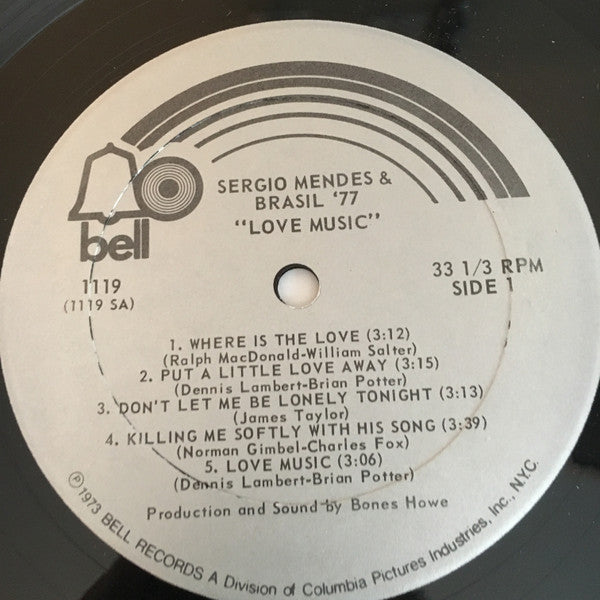 bell
SERGIO MENDES &
BRASIL '77
"LOVE MUSIC"
1119
(1119 SA)
33 1/3 RPM
SIDE 1
1. WHERE IS THE LOVE (3:12)
(Ralph MacDonald-William Salter)
2. PUT A LITTLE LOVE AWAY (3:15)
(Dennis Lambert-Brian Potter)
3. DON'T LET ME BE LONELY TONIGHT (3:13)
(James Taylor)
4. KILLING ME SOFTLY WITH HIS SONG (3:39)
(Norman Gimbel-Charles Fox)
5. LOVE MUSIC (3:06)
(Dennis Lambert-Brian Potter)
Production and Sound by Bones Howe
℗1973 BELL RECORDS A Division of Columbia Pictures Industries, Inc., N.Y.C.